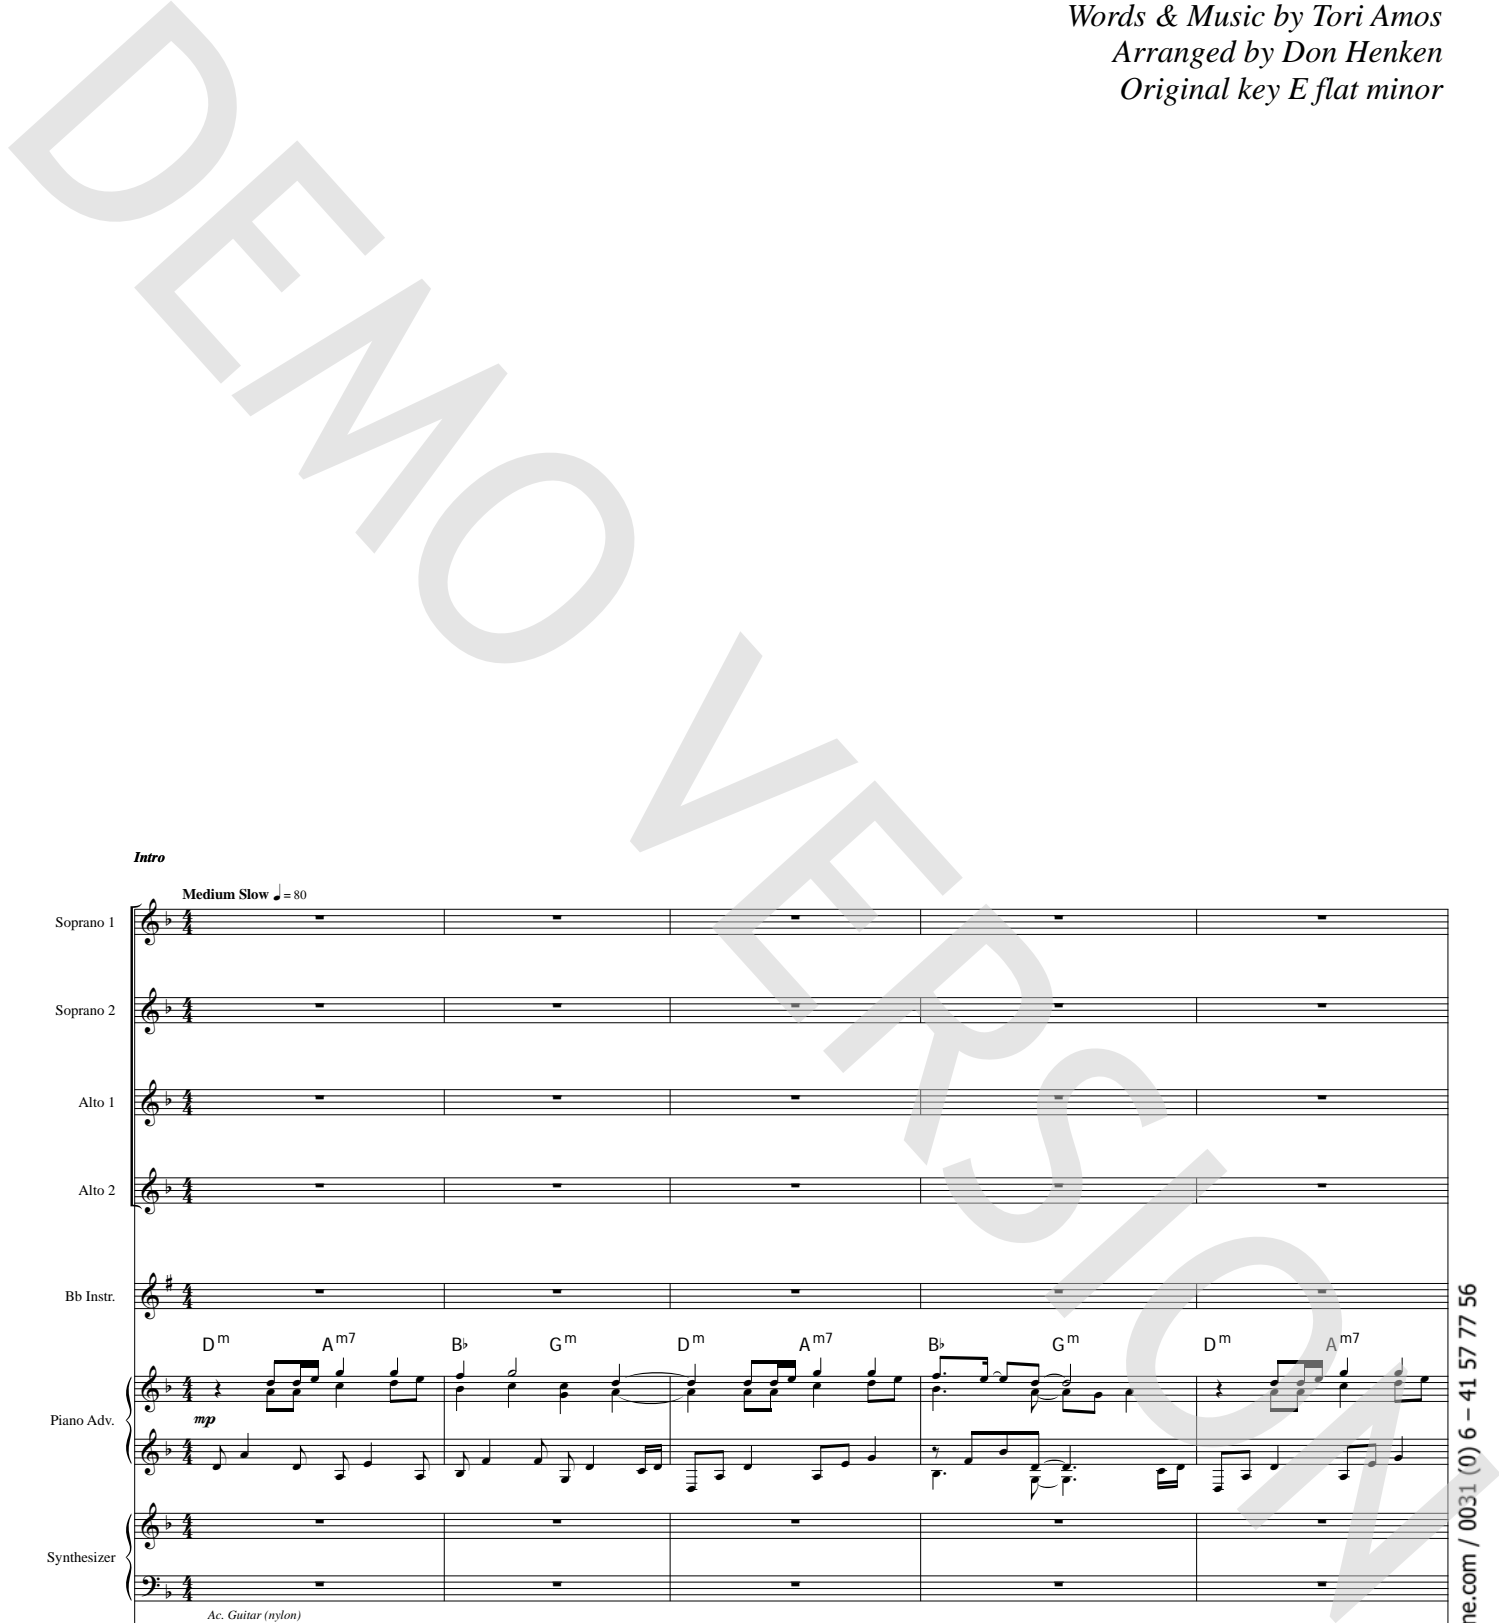 Words & Music by Tori Amos
Arranged by Don Henken
Original key E flat minor
Intro
Medium Slow ♩ = 80
Soprano 1
Soprano 2
Alto 1
Alto 2
Bb Instr.
Dm Am7 B♭ Gm Dm Am7 B♭ Gm Dm Am7
Piano Adv.
mp
Synthesizer
Ac. Guitar (nylon)
DEMO VERSION
ne.com / 0031 (0) 6 – 41 57 77 56